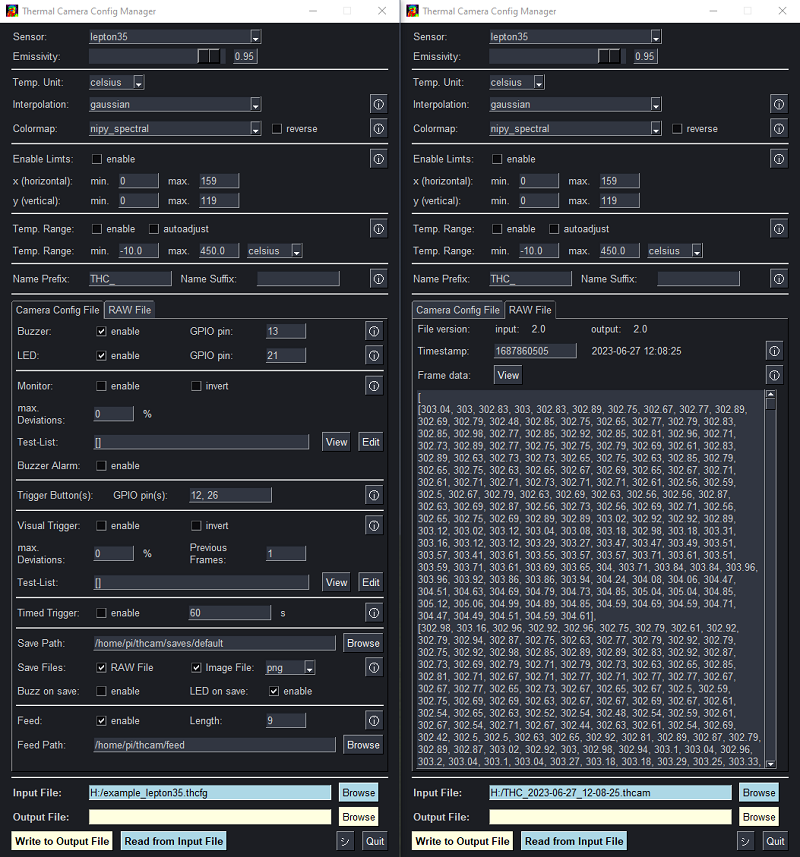 Thermal Camera Config Manager
Sensor: lepton35
Emissivity: 0.95
Temp. Unit: celsius
Interpolation: gaussian
Colormap: nipy_spectral reverse
Enable Limts: enable
x (horizontal): min. 0 max. 159
y (vertical): min. 0 max. 119
Temp. Range: enable autoadjust
Temp. Range: min. -10.0 max. 450.0 celsius
Name Prefix: THC_ Name Suffix:
Camera Config File RAW File
Buzzer: enable GPIO pin: 13
LED: enable GPIO pin: 21
Monitor: enable invert
max.
Deviations: 0 %
Test-List: [] View Edit
Buzzer Alarm: enable
Trigger Button(s): GPIO pin(s): 12, 26
Visual Trigger: enable invert
max. Previous
Deviations: 0 % Frames: 1
Test-List: [] View Edit
Timed Trigger: enable 60 s
Save Path: /home/pi/thcam/saves/default Browse
Save Files: RAW File Image File: png
Buzz on save: enable LED on save: enable
Feed: enable Length: 9
Feed Path: /home/pi/thcam/feed Browse
Input File: H:/example_lepton35.thcfg Browse
Output File: Browse
Write to Output File Read from Input File シ Quit
Thermal Camera Config Manager
Sensor: lepton35
Emissivity: 0.95
Temp. Unit: celsius
Interpolation: gaussian
Colormap: nipy_spectral reverse
Enable Limts: enable
x (horizontal): min. 0 max. 159
y (vertical): min. 0 max. 119
Temp. Range: enable autoadjust
Temp. Range: min. -10.0 max. 450.0 celsius
Name Prefix: THC_ Name Suffix:
Camera Config File RAW File
File version: input: 2.0 output: 2.0
Timestamp: 1687860505 2023-06-27 12:08:25
Frame data: View
[
[303.04, 303, 302.83, 303, 302.83, 302.89, 302.75, 302.67, 302.77, 302.89,
302.69, 302.79, 302.48, 302.85, 302.75, 302.65, 302.77, 302.79, 302.83,
302.85, 302.98, 302.77, 302.85, 302.92, 302.85, 302.81, 302.96, 302.71,
302.73, 302.89, 302.77, 302.75, 302.75, 302.79, 302.69, 302.61, 302.83,
302.89, 302.63, 302.73, 302.73, 302.65, 302.75, 302.63, 302.85, 302.79,
302.65, 302.75, 302.63, 302.65, 302.67, 302.69, 302.65, 302.67, 302.71,
302.61, 302.71, 302.71, 302.73, 302.71, 302.71, 302.61, 302.56, 302.59,
302.5, 302.67, 302.79, 302.63, 302.69, 302.63, 302.56, 302.56, 302.87,
302.63, 302.69, 302.87, 302.56, 302.73, 302.56, 302.69, 302.71, 302.56,
302.65, 302.75, 302.69, 302.89, 302.89, 303.02, 302.92, 302.92, 302.89,
303.12, 303.02, 303.12, 303.04, 303.08, 303.18, 302.98, 303.18, 303.31,
303.16, 303.12, 303.12, 303.29, 303.27, 303.47, 303.47, 303.49, 303.51,
303.57, 303.41, 303.61, 303.55, 303.57, 303.57, 303.71, 303.61, 303.51,
303.59, 303.71, 303.61, 303.69, 303.65, 304, 303.71, 303.84, 303.84, 303.96,
303.96, 303.92, 303.86, 303.86, 303.94, 304.24, 304.08, 304.06, 304.47,
304.51, 304.63, 304.69, 304.79, 304.73, 304.85, 305.04, 305.04, 304.85,
305.12, 305.06, 304.99, 304.89, 304.85, 304.59, 304.69, 304.59, 304.71,
304.47, 304.49, 304.51, 304.59, 304.61],
[302.98, 303.16, 302.96, 302.92, 302.96, 302.75, 302.79, 302.61, 302.92,
302.79, 302.94, 302.87, 302.75, 302.63, 302.77, 302.79, 302.92, 302.79,
302.75, 302.92, 302.98, 302.85, 302.89, 302.89, 302.83, 302.92, 302.87,
302.73, 302.69, 302.79, 302.71, 302.79, 302.73, 302.63, 302.65, 302.85,
302.81, 302.71, 302.67, 302.71, 302.77, 302.71, 302.77, 302.77, 302.67,
302.67, 302.77, 302.65, 302.73, 302.65, 302.67, 302.65, 302.5, 302.59,
302.75, 302.69, 302.69, 302.63, 302.67, 302.67, 302.69, 302.67, 302.61,
302.54, 302.65, 302.63, 302.52, 302.54, 302.48, 302.54, 302.59, 302.61,
302.67, 302.54, 302.71, 302.67, 302.44, 302.63, 302.61, 302.54, 302.69,
302.42, 302.5, 302.5, 302.63, 302.65, 302.92, 302.81, 302.89, 302.87, 302.79,
302.89, 302.87, 303.02, 302.92, 303, 302.98, 302.94, 303.1, 303.04, 302.96,
303.2, 303.04, 303.1, 303.04, 303.27, 303.18, 303.18, 303.29, 303.25, 303.33,
Input File: H:/THC_2023-06-27_12-08-25.thcam Browse
Output File: Browse
Write to Output File Read from Input File シ Quit